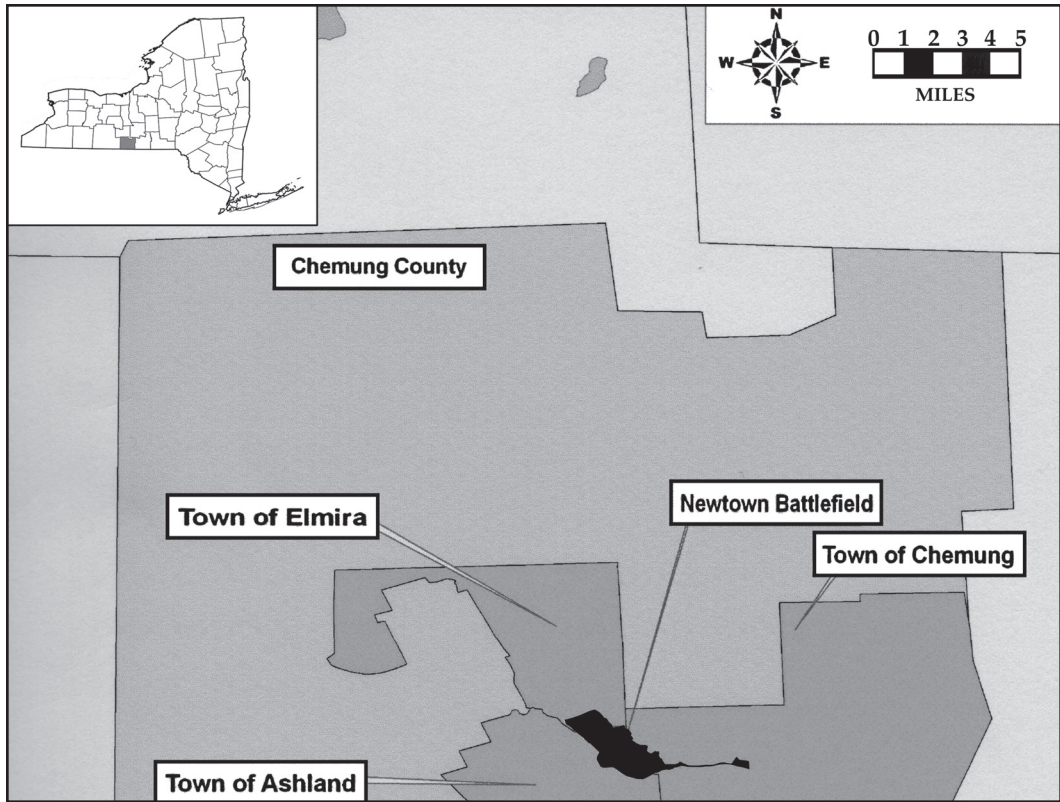 N
W E
S
0 1 2 3 4 5
MILES
Chemung County
Town of Elmira
Newtown Battlefield
Town of Chemung
Town of Ashland